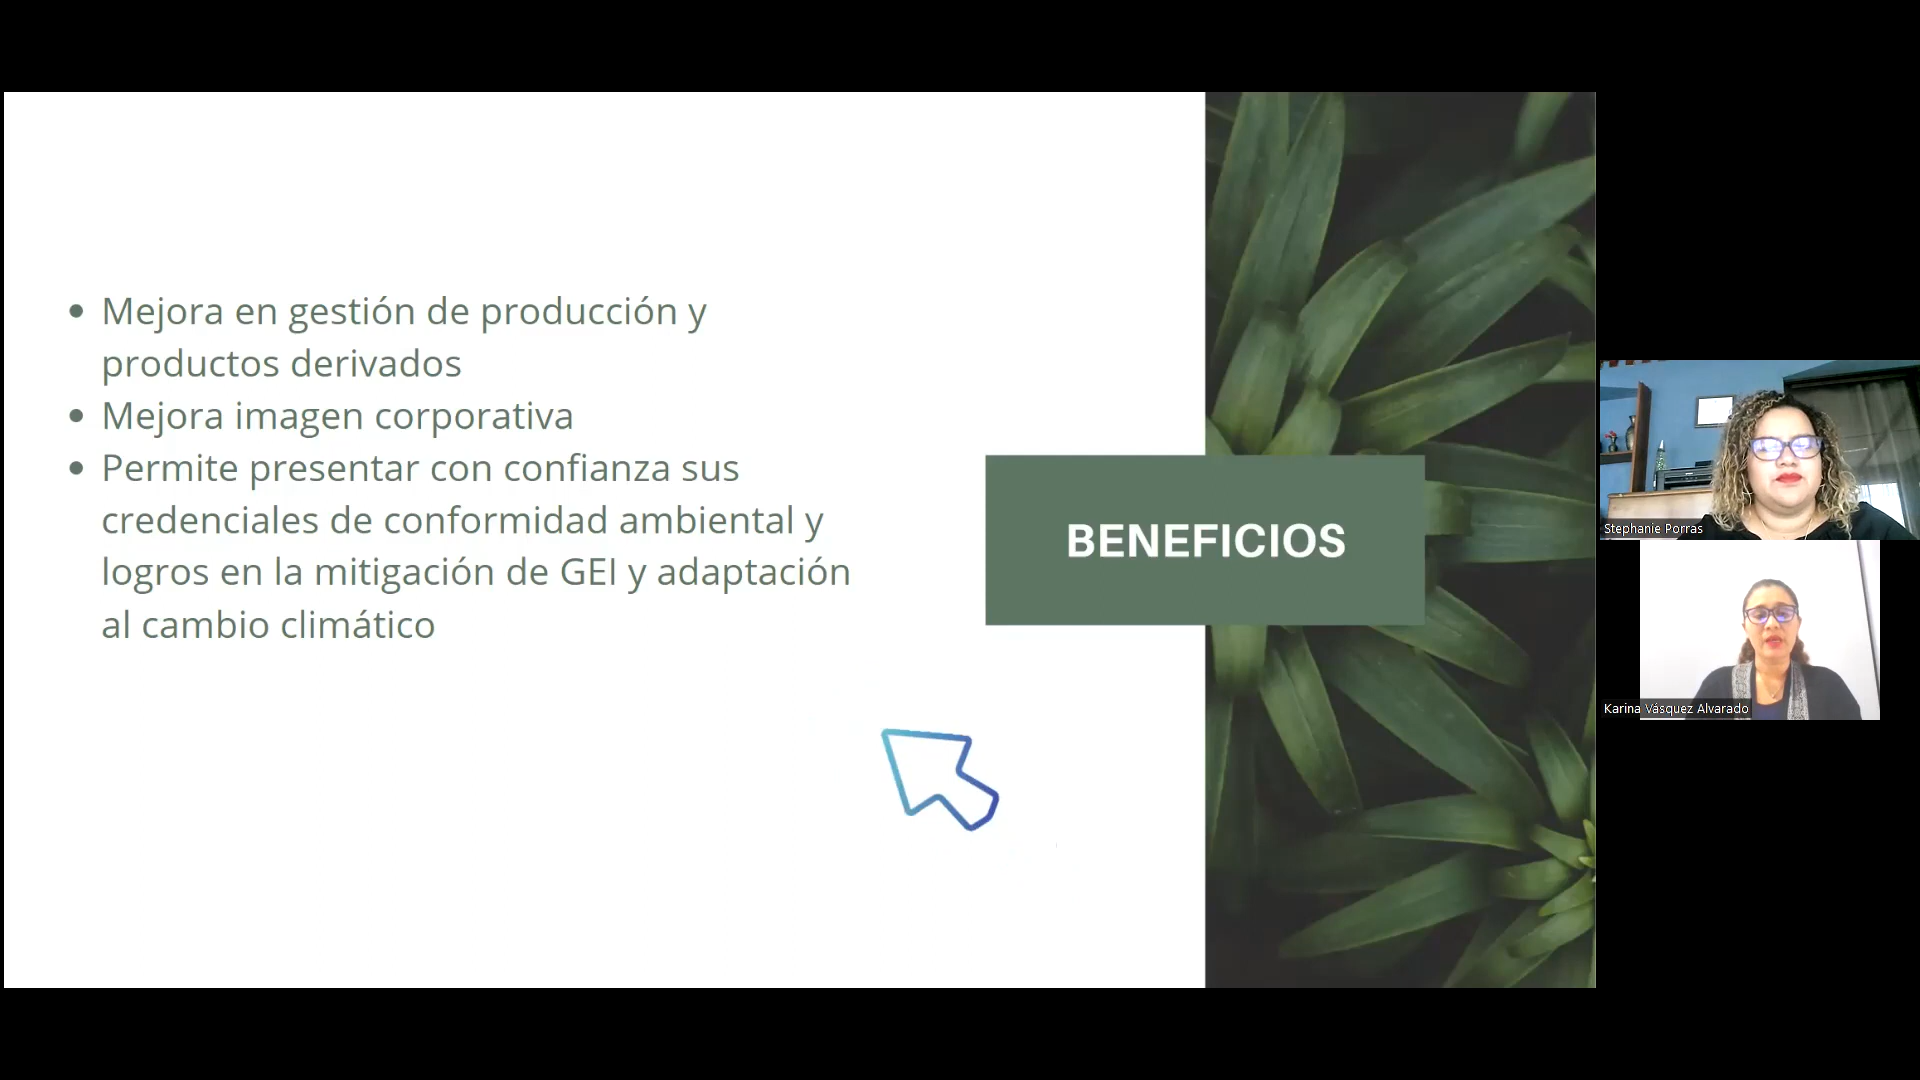 • Mejora en gestión de producción y
productos derivados
• Mejora imagen corporativa
• Permite presentar con confianza sus
credenciales de conformidad ambiental y
logros en la mitigación de GEI y adaptación
al cambio climático
BENEFICIOS
Stephanie Porras
Karina Vásquez Alvarado